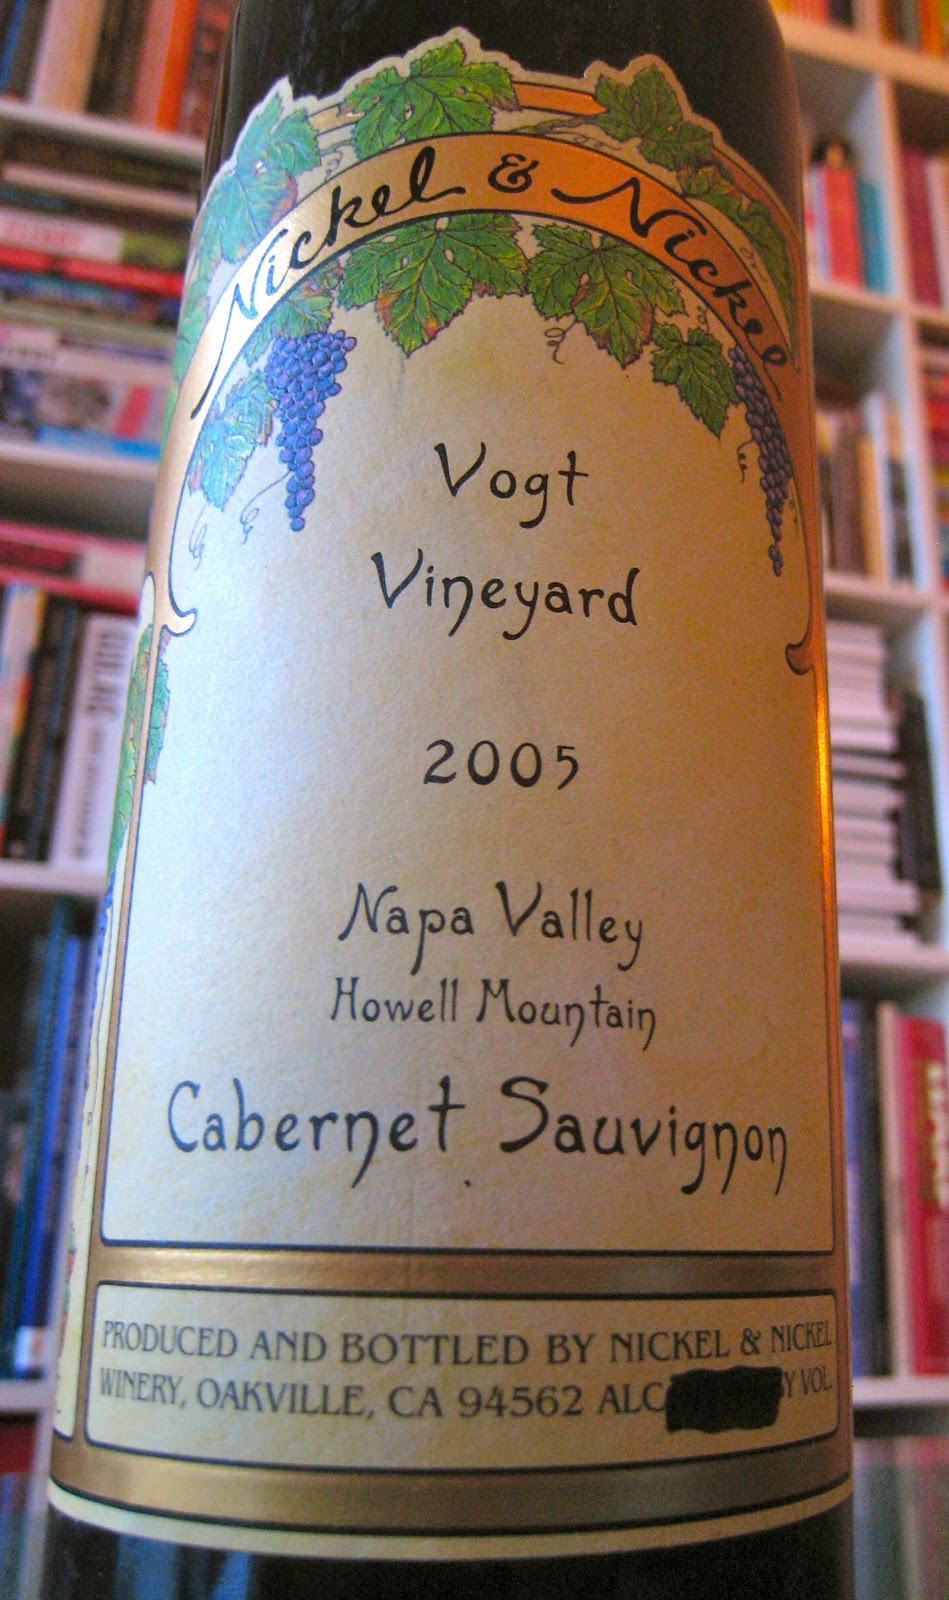 Nickel & Nickel
Vogt
Vineyard
2005
Napa Valley
Howell Mountain
Cabernet Sauvignon
PRODUCED AND BOTTLED BY NICKEL & NICKEL
WINERY, OAKVILLE, CA 94562 ALC Y VOL.